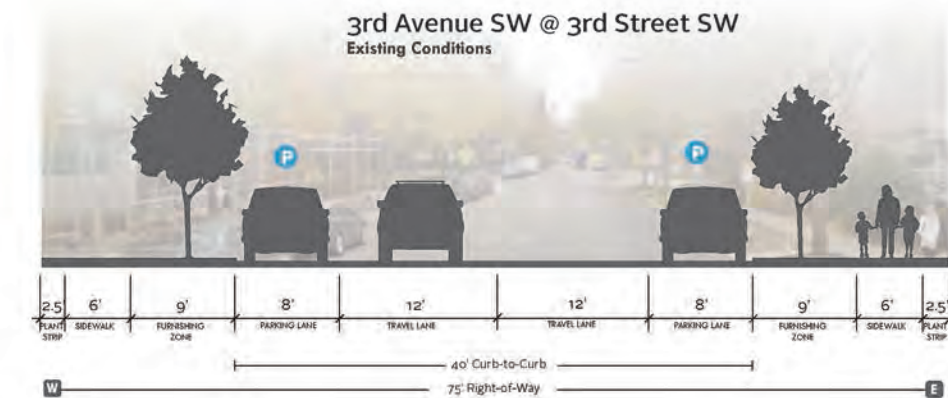 3rd Avenue SW @ 3rd Street SW
Existing Conditions
P
P
2.5 6' 9' 8' 12' 12' 8' 9' 6' 2.5'
PLANT STRIP SIDEWALK FURNISHING ZONE PARKING LANE TRAVEL LANE TRAVEL LANE PARKING LANE FURNISHING ZONE SIDEWALK PLANT STRIP
40' Curb-to-Curb
W 75' Right-of-Way E